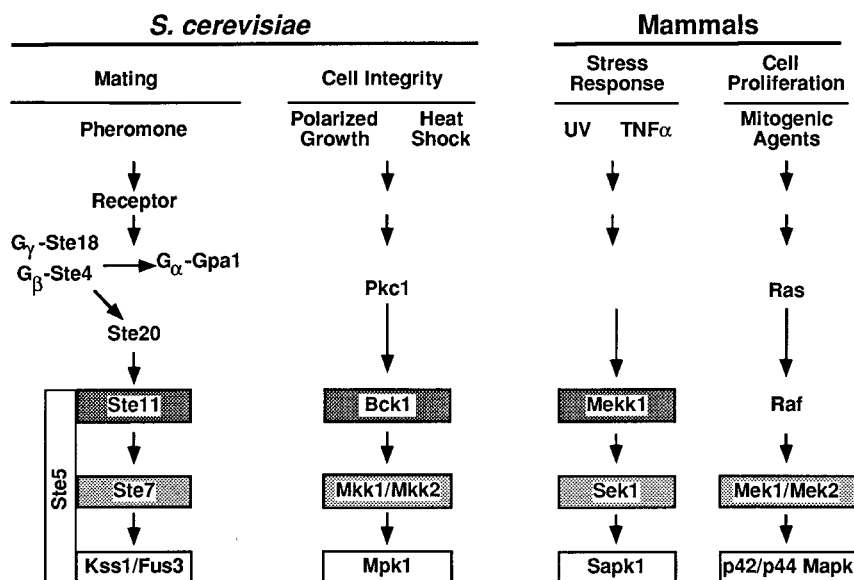 S. cerevisiae
Mammals
Mating
Cell Integrity
Stress
Response
Cell
Proliferation
Pheromone
Polarized
Growth
Heat
Shock
UV
TNFα
Mitogenic
Agents
Receptor
Gγ-Ste18
Gβ-Ste4
Gα-Gpa1
Pkc1
Ras
Ste20
Ste5
Ste11
Bck1
Mekk1
Raf
Ste7
Mkk1/Mkk2
Sek1
Mek1/Mek2
Kss1/Fus3
Mpk1
Sapk1
p42/p44 Mapk